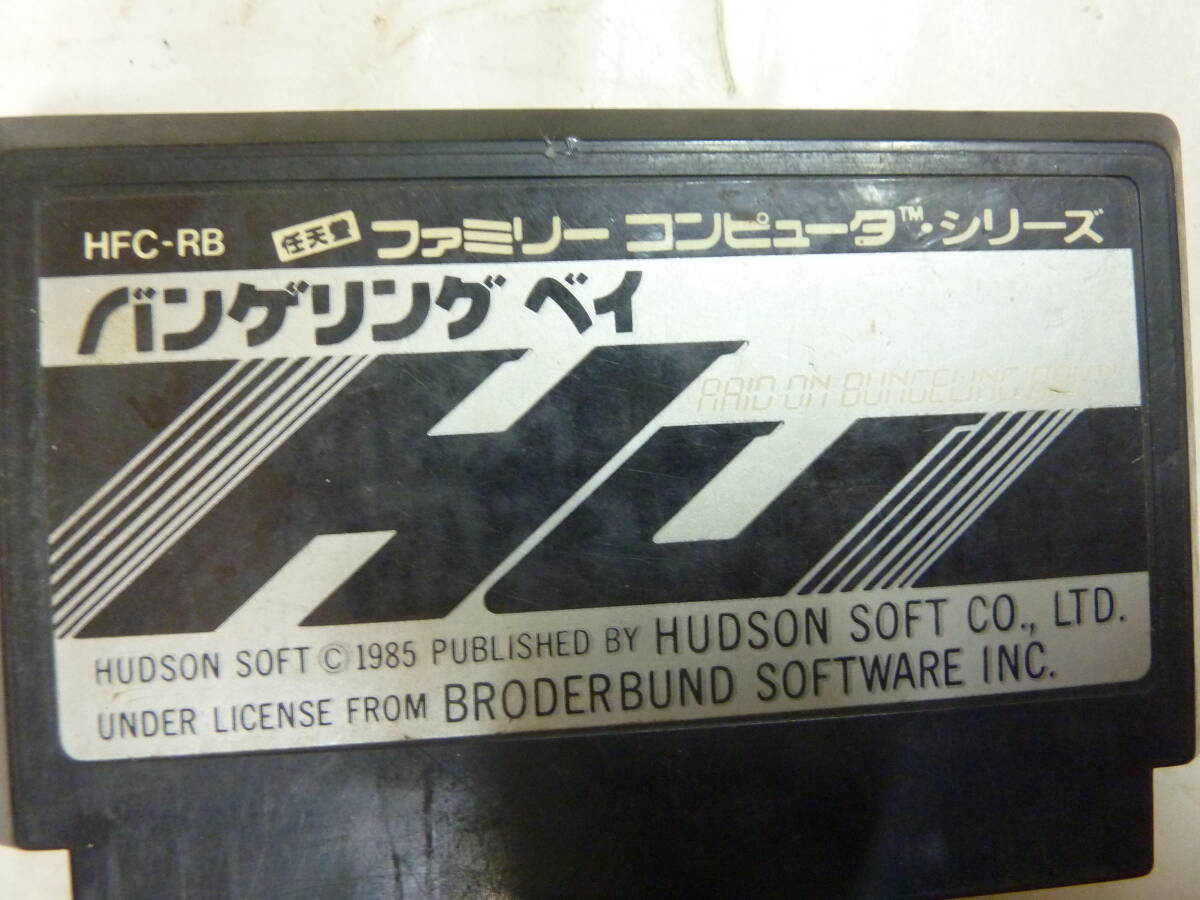 HFC-RB 任天堂 ファミリー コンピュータ™・シリーズ
バンゲリング ベイ
RAID ON BUNGELING BAY
HUDSON SOFT ©1985 PUBLISHED BY HUDSON SOFT CO., LTD.
UNDER LICENSE FROM BRODERBUND SOFTWARE INC.